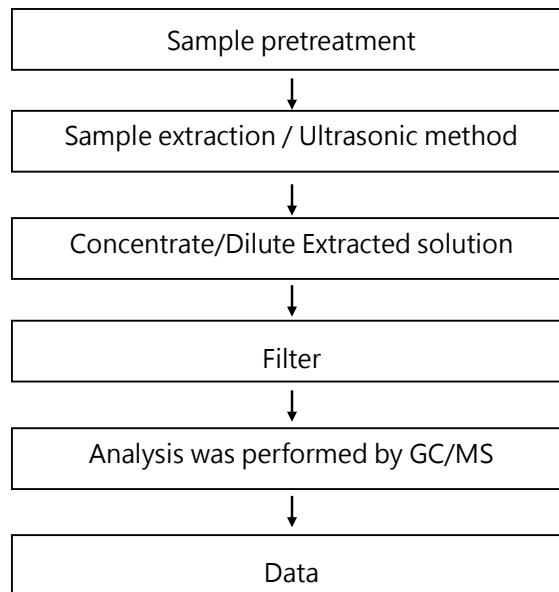 Sample pretreatment
Sample extraction / Ultrasonic method
Concentrate/Dilute Extracted solution
Filter
Analysis was performed by GC/MS
Data